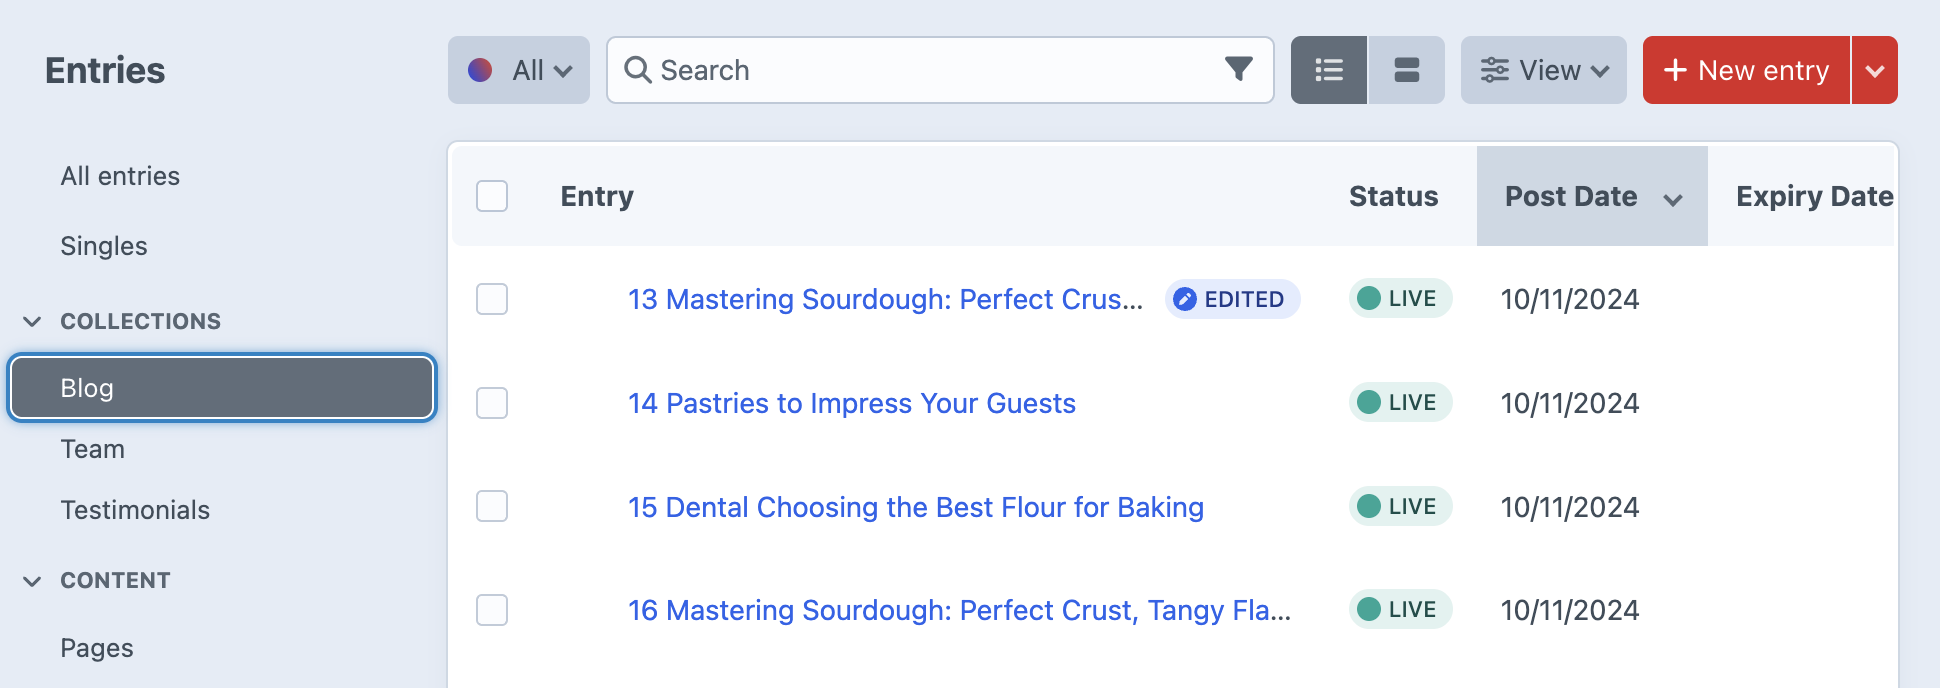 Entries
All entries
Singles
COLLECTIONS
Blog
Team
Testimonials
CONTENT
Pages
All
Search
View
New entry
Entry Status Post Date Expiry Date
13 Mastering Sourdough: Perfect Crus... EDITED LIVE 10/11/2024
14 Pastries to Impress Your Guests LIVE 10/11/2024
15 Dental Choosing the Best Flour for Baking LIVE 10/11/2024
16 Mastering Sourdough: Perfect Crust, Tangy Fla... LIVE 10/11/2024